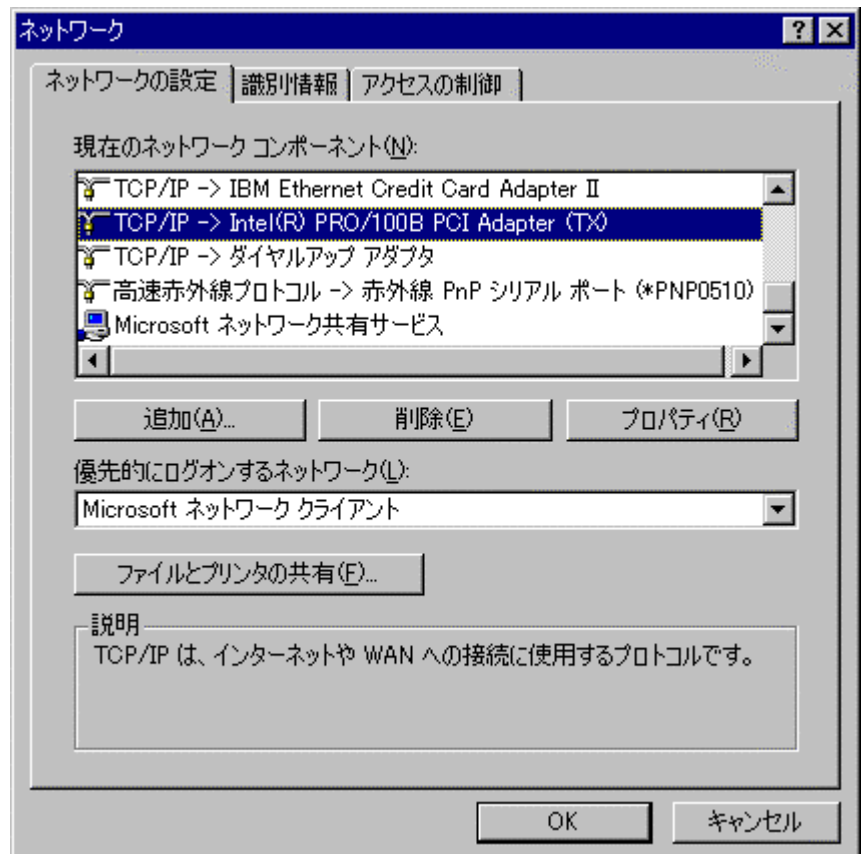 ネットワーク
ネットワークの設定 識別情報 アクセスの制御
現在のネットワーク コンポーネント(N):
TCP/IP -> IBM Ethernet Credit Card Adapter II
TCP/IP -> Intel(R) PRO/100B PCI Adapter (TX)
TCP/IP -> ダイヤルアップ アダプタ
高速赤外線プロトコル -> 赤外線 PnP シリアル ポート (*PNP0510)
Microsoft ネットワーク共有サービス
追加(A)... 削除(E) プロパティ(R)
優先的にログオンするネットワーク(L):
Microsoft ネットワーク クライアント
ファイルとプリンタの共有(F)...
説明
TCP/IP は、インターネットや WAN への接続に使用するプロトコルです。
OK キャンセル